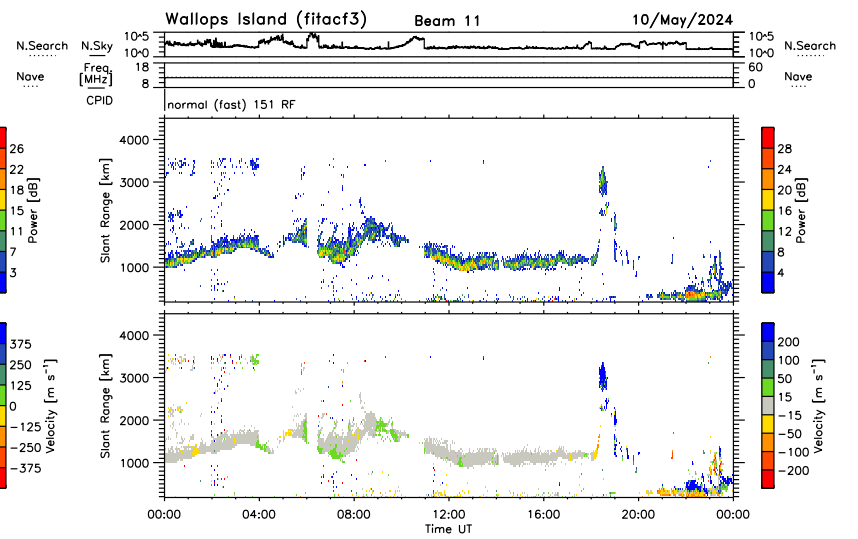 Wallops Island (fitacf3) Beam 11 10/May/2024
N.Search N.Sky 10^5 10^0 10^5 10^0 N.Search
Nave Freq. [MHz] 18 8 60 0 Nave
CPID normal (fast) 151 RF
Slant Range [km] 4000 3000 2000 1000
26 22 18 15 11 7 3 Power [dB]
28 24 20 16 12 8 4 Power [dB]
Slant Range [km] 4000 3000 2000 1000
375 250 125 0 −125 −250 −375 Velocity [m s⁻¹]
200 100 50 15 −15 −50 −100 −200 Velocity [m s⁻¹]
00:00 04:00 08:00 12:00 16:00 20:00 00:00
Time UT